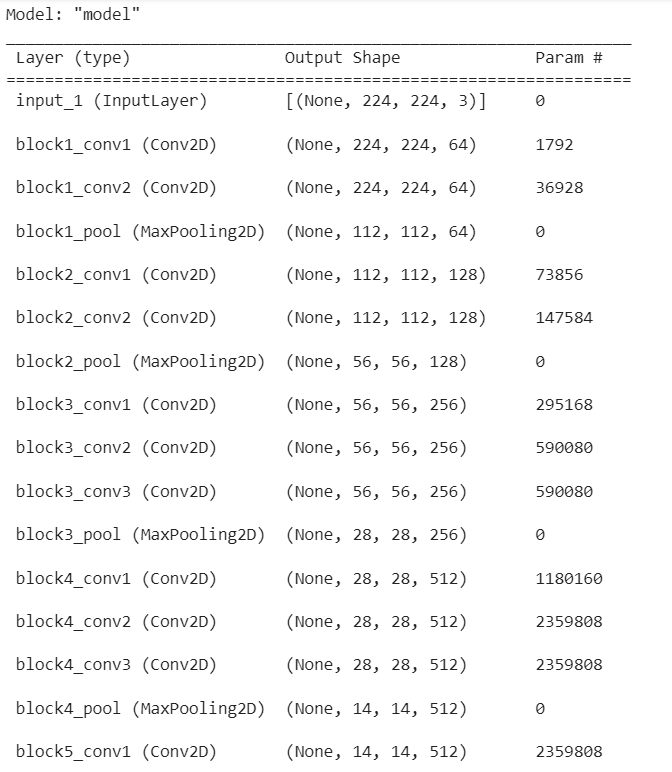 Model: "model"
_________________________________________________________________
Layer (type) Output Shape Param #
=================================================================
input_1 (InputLayer) [(None, 224, 224, 3)] 0
block1_conv1 (Conv2D) (None, 224, 224, 64) 1792
block1_conv2 (Conv2D) (None, 224, 224, 64) 36928
block1_pool (MaxPooling2D) (None, 112, 112, 64) 0
block2_conv1 (Conv2D) (None, 112, 112, 128) 73856
block2_conv2 (Conv2D) (None, 112, 112, 128) 147584
block2_pool (MaxPooling2D) (None, 56, 56, 128) 0
block3_conv1 (Conv2D) (None, 56, 56, 256) 295168
block3_conv2 (Conv2D) (None, 56, 56, 256) 590080
block3_conv3 (Conv2D) (None, 56, 56, 256) 590080
block3_pool (MaxPooling2D) (None, 28, 28, 256) 0
block4_conv1 (Conv2D) (None, 28, 28, 512) 1180160
block4_conv2 (Conv2D) (None, 28, 28, 512) 2359808
block4_conv3 (Conv2D) (None, 28, 28, 512) 2359808
block4_pool (MaxPooling2D) (None, 14, 14, 512) 0
block5_conv1 (Conv2D) (None, 14, 14, 512) 2359808